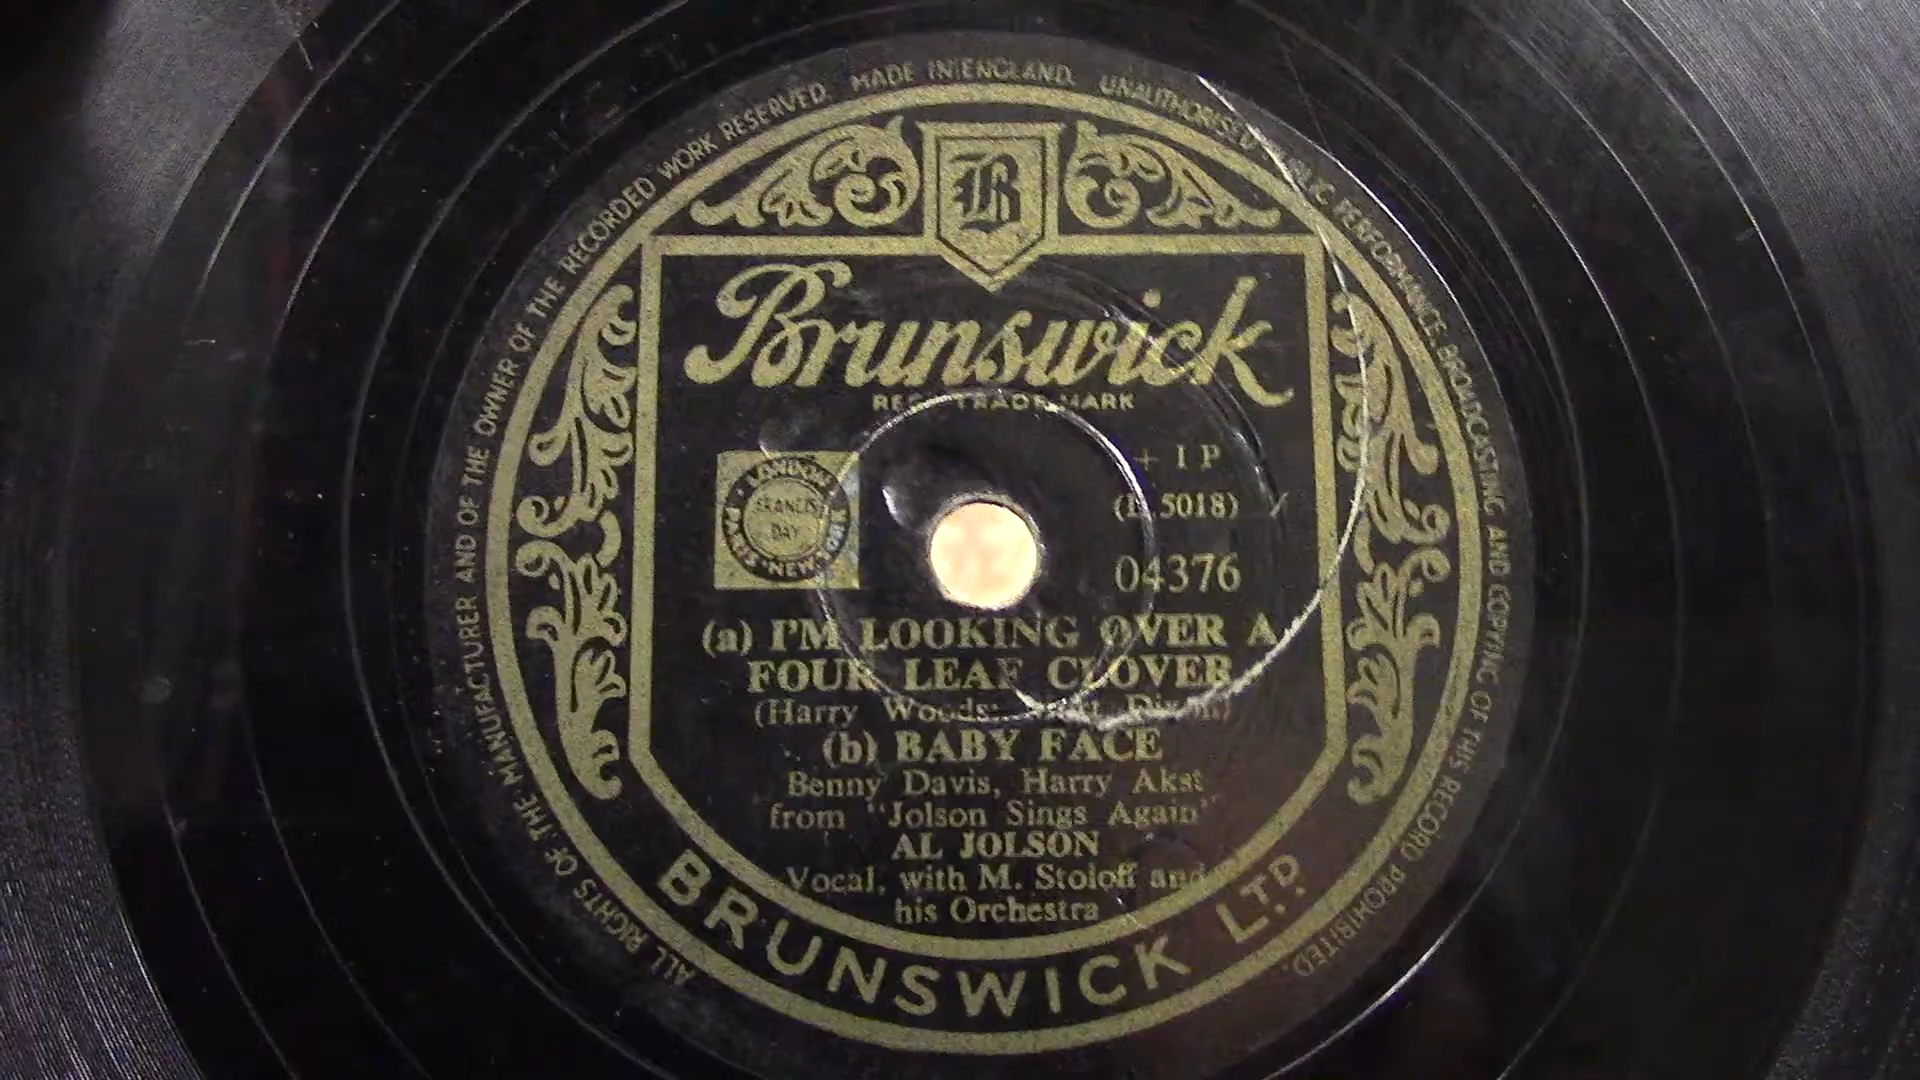 ALL RIGHTS OF THE MANUFACTURER AND OF THE OWNER OF THE RECORDED WORK RESERVED. MADE IN ENGLAND. UNAUTHORISED PERFORMANCE, BROADCASTING AND COPYING OF THIS RECORD PROHIBITED.
B
Brunswick
REGD TRADE MARK
LONDON
FRANCIS
DAY
PARIS · NEW YORK
+ 1 P
5018)
04376
(a) I'M LOOKING OVER A
FOUR LEAF CLOVER
(Harry Woods; Dixon)
(b) BABY FACE
Benny Davis, Harry Akst
from "Jolson Sings Again"
AL JOLSON
Vocal, with M. Stoloff and
his Orchestra
BRUNSWICK LTD.